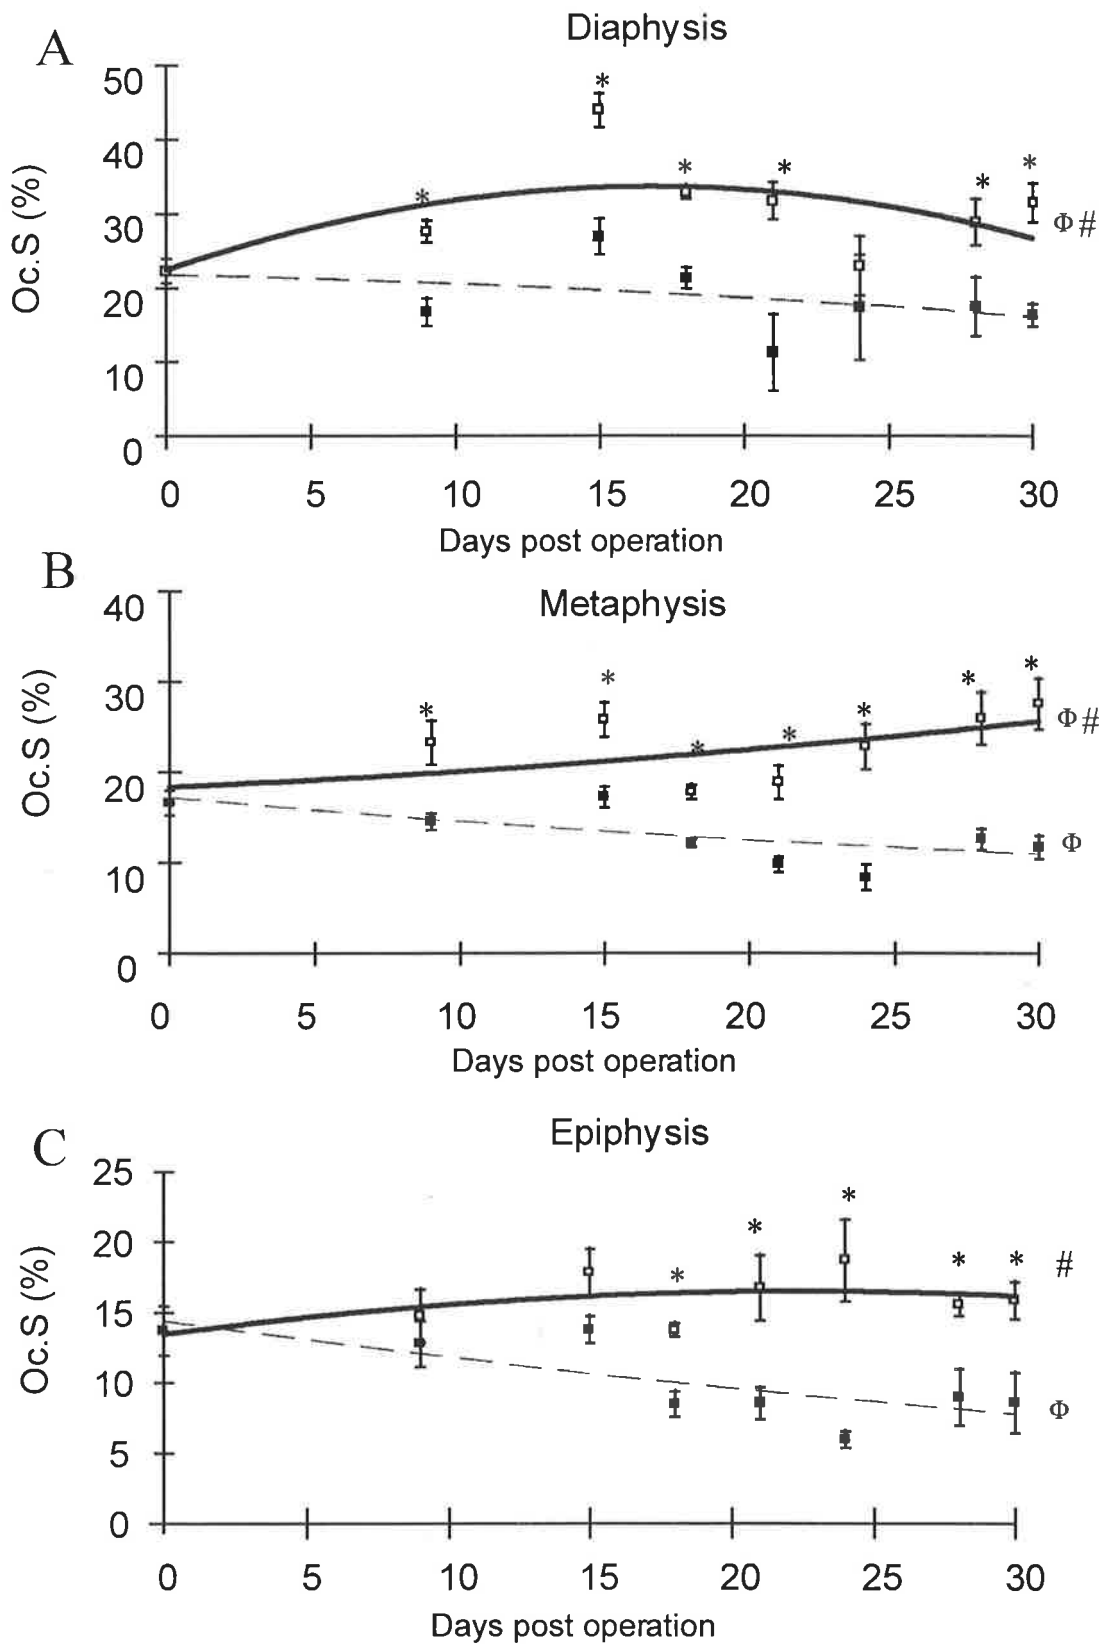 A
Diaphysis
50
40
30
20
10
0
Oc.S (%)
* * * * * *
Φ #
0 5 10 15 20 25 30
Days post operation
B
Metaphysis
40
30
20
10
0
Oc.S (%)
* * * * * * *
Φ #
Φ
0 5 10 15 20 25 30
Days post operation
C
Epiphysis
25
20
15
10
5
0
Oc.S (%)
* * * * *
#
Φ
0 5 10 15 20 25 30
Days post operation